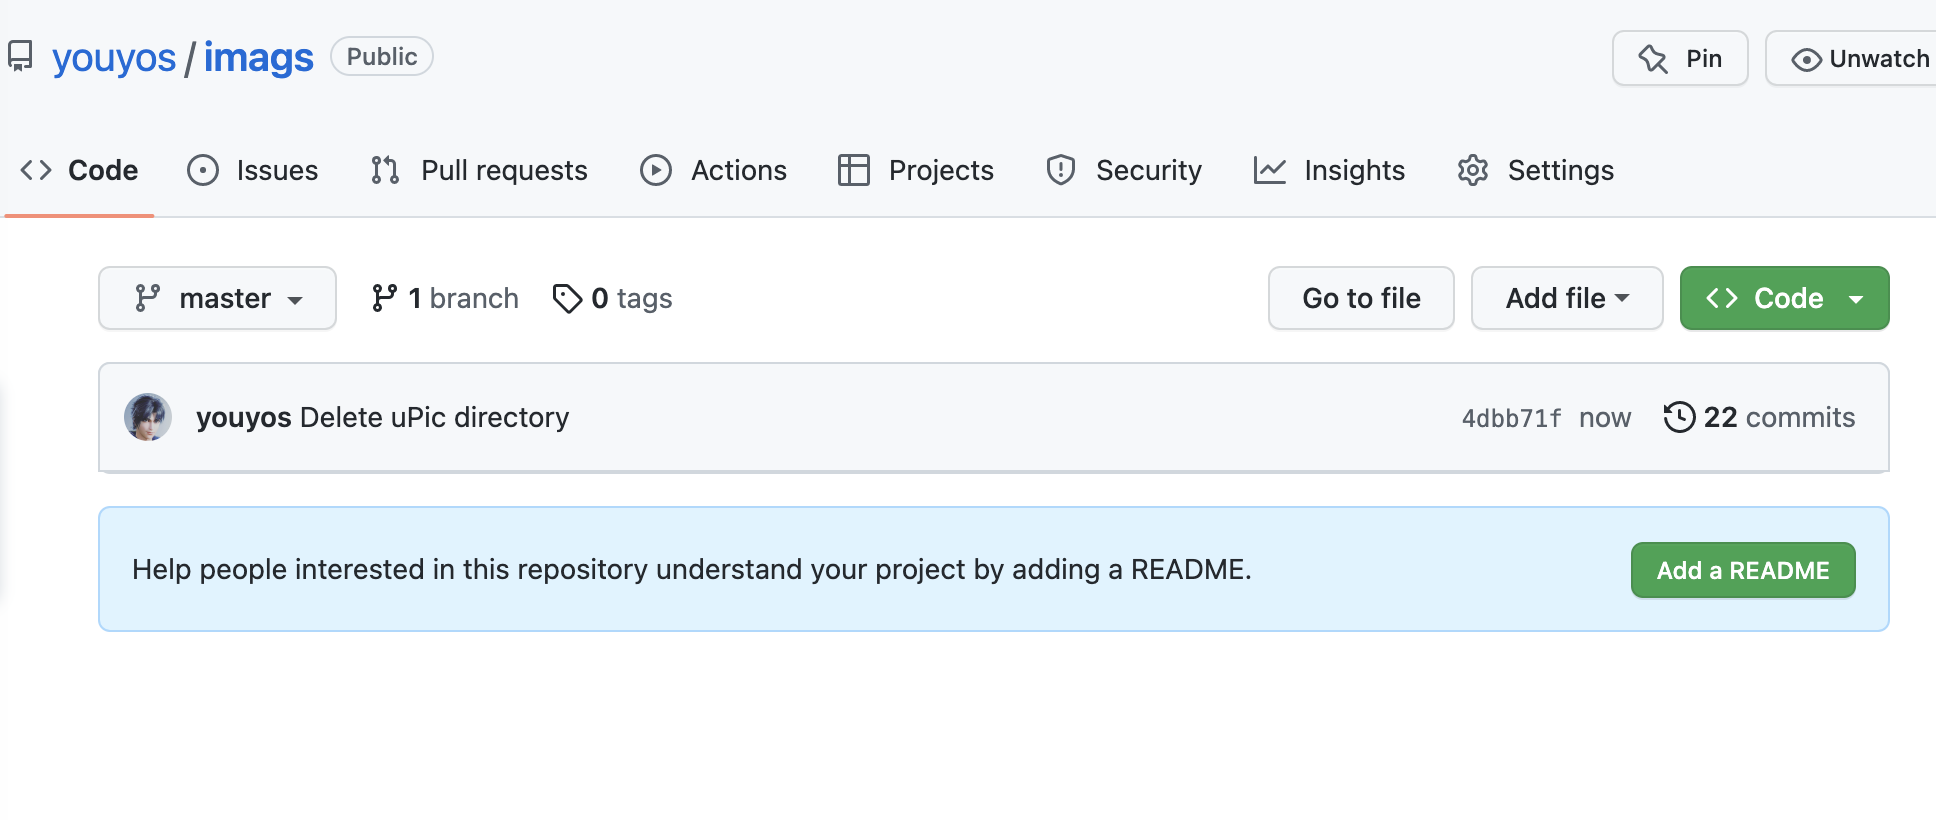 youyos / imags Public Pin Unwatch
Code Issues Pull requests Actions Projects Security Insights Settings
master 1 branch 0 tags Go to file Add file Code
youyos Delete uPic directory 4dbb71f now 22 commits
Help people interested in this repository understand your project by adding a README. Add a README